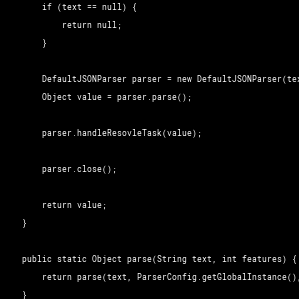 if (text == null) {
return null;
}
DefaultJSONParser parser = new DefaultJSONParser(te
Object value = parser.parse();
parser.handleResovleTask(value);
parser.close();
return value;
}
public static Object parse(String text, int features) {
return parse(text, ParserConfig.getGlobalInstance()
}